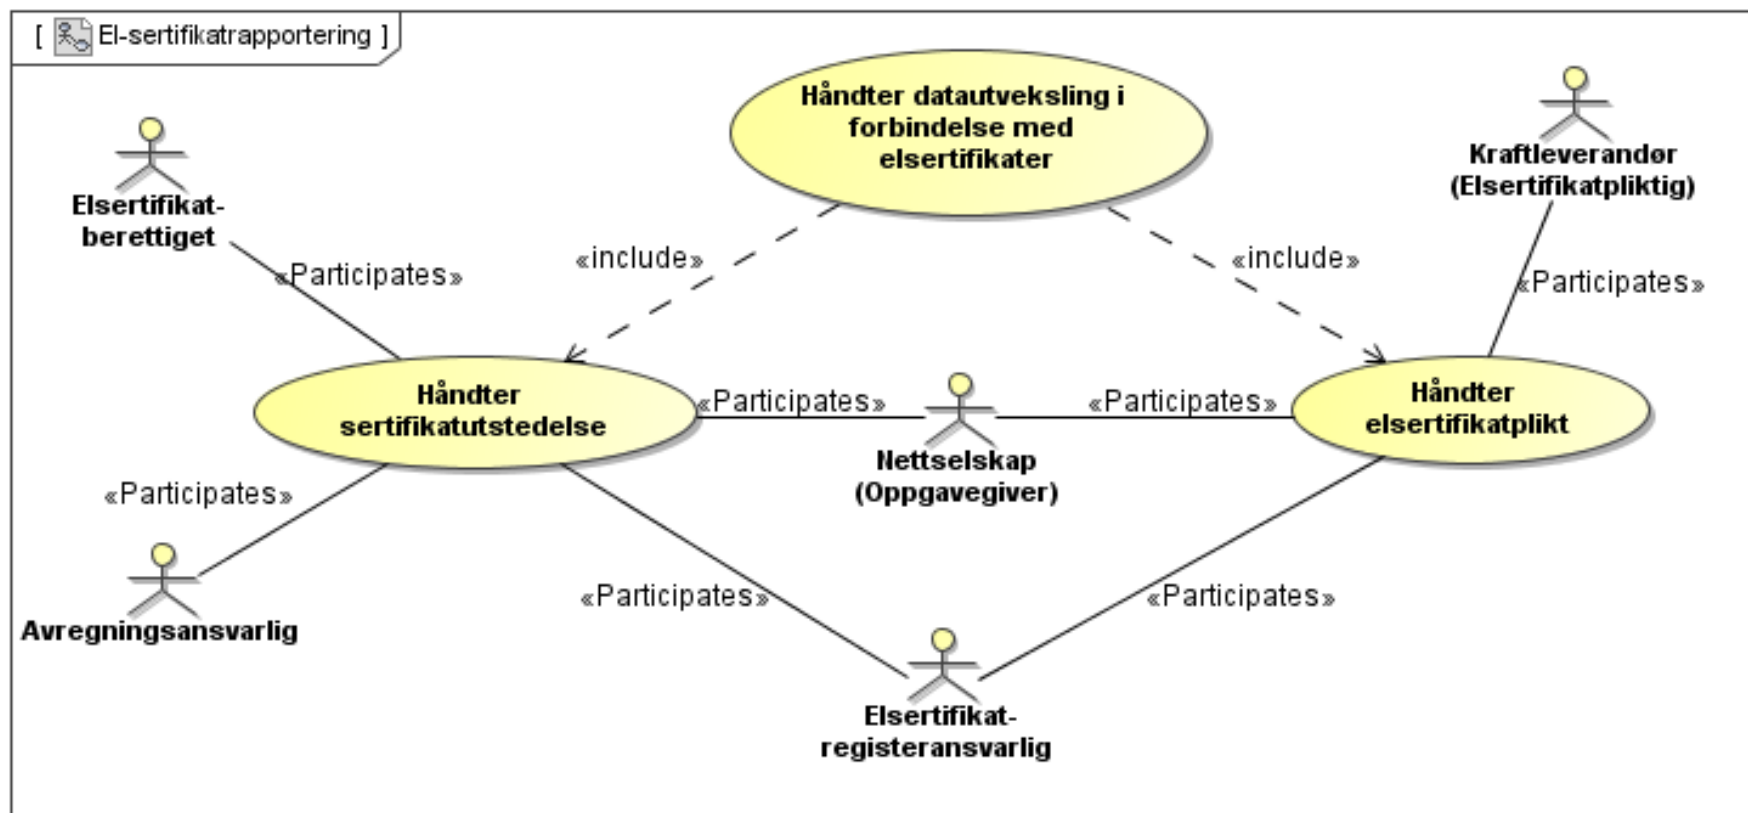 [ El-sertifikatrapportering ]
Håndter datautveksling i
forbindelse med
elsertifikater
Kraftleverandør
(Elsertifikatpliktig)
Elsertifikat-
berettiget
«include»
«include»
«Participates»
«Participates»
Håndter
sertifikatutstedelse
«Participates»
«Participates»
Håndter
elsertifikatplikt
Nettselskap
(Oppgavegiver)
«Participates»
Avregningsansvarlig
«Participates»
«Participates»
Elsertifikat-
registeransvarlig